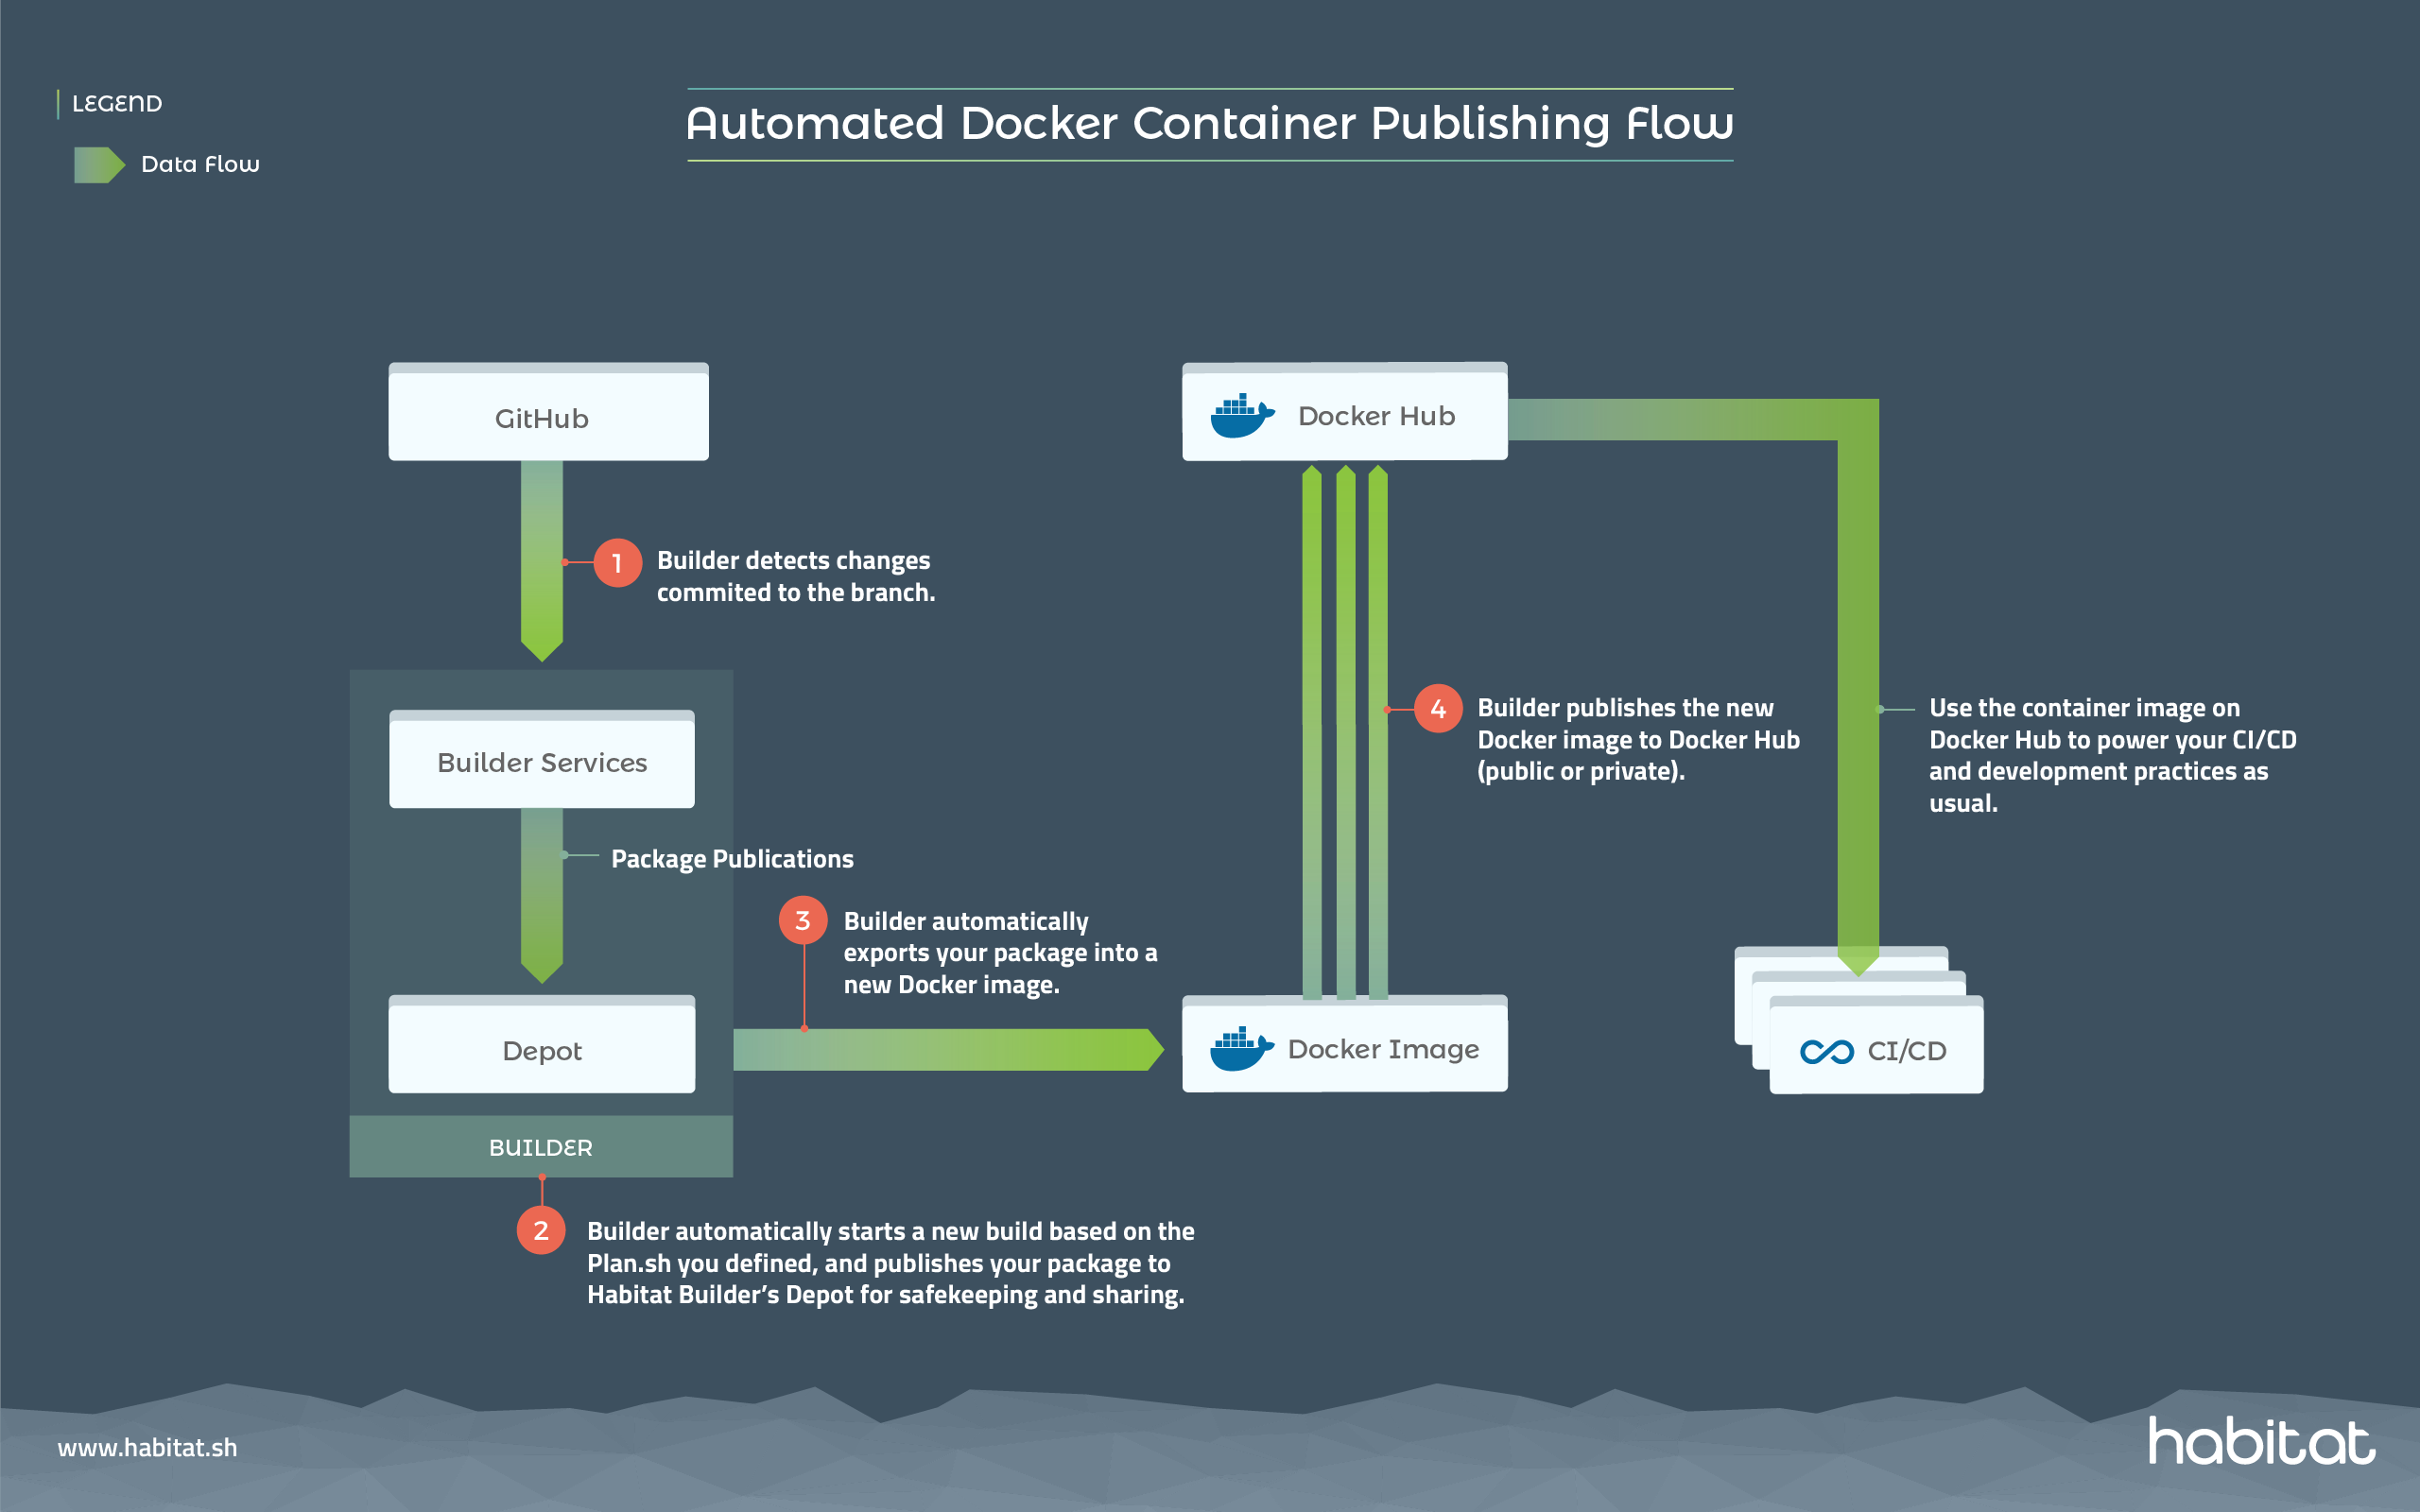 LEGEND
Data Flow
Automated Docker Container Publishing Flow
GitHub
1
Builder detects changes
commited to the branch.
Builder Services
Package Publications
Depot
BUILDER
2
Builder automatically starts a new build based on the
Plan.sh you defined, and publishes your package to
Habitat Builder’s Depot for safekeeping and sharing.
3
Builder automatically
exports your package into a
new Docker image.
Docker Image
4
Builder publishes the new
Docker image to Docker Hub
(public or private).
Docker Hub
Use the container image on
Docker Hub to power your CI/CD
and development practices as
usual.
CI/CD
www.habitat.sh
habitat